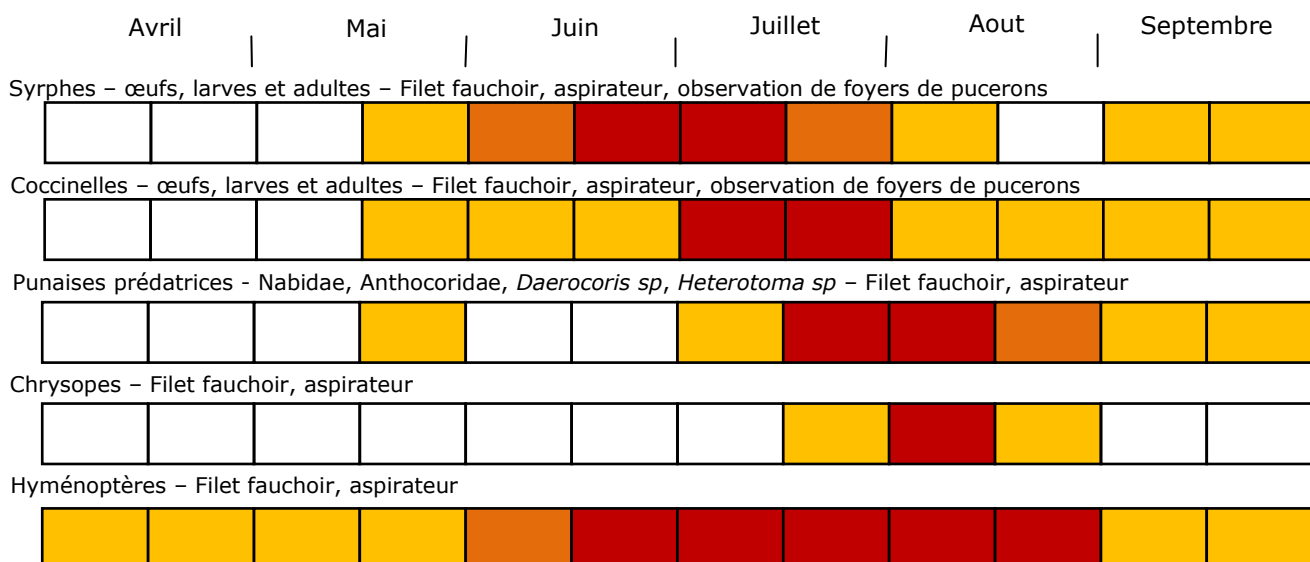 Avril Mai Juin Juillet Aout Septembre
Syrphes – œufs, larves et adultes – Filet fauchoir, aspirateur, observation de foyers de pucerons
Coccinelles – œufs, larves et adultes – Filet fauchoir, aspirateur, observation de foyers de pucerons
Punaises prédatrices - Nabidae, Anthocoridae, Daerocoris sp, Heterotoma sp – Filet fauchoir, aspirateur
Chrysopes – Filet fauchoir, aspirateur
Hyménoptères – Filet fauchoir, aspirateur